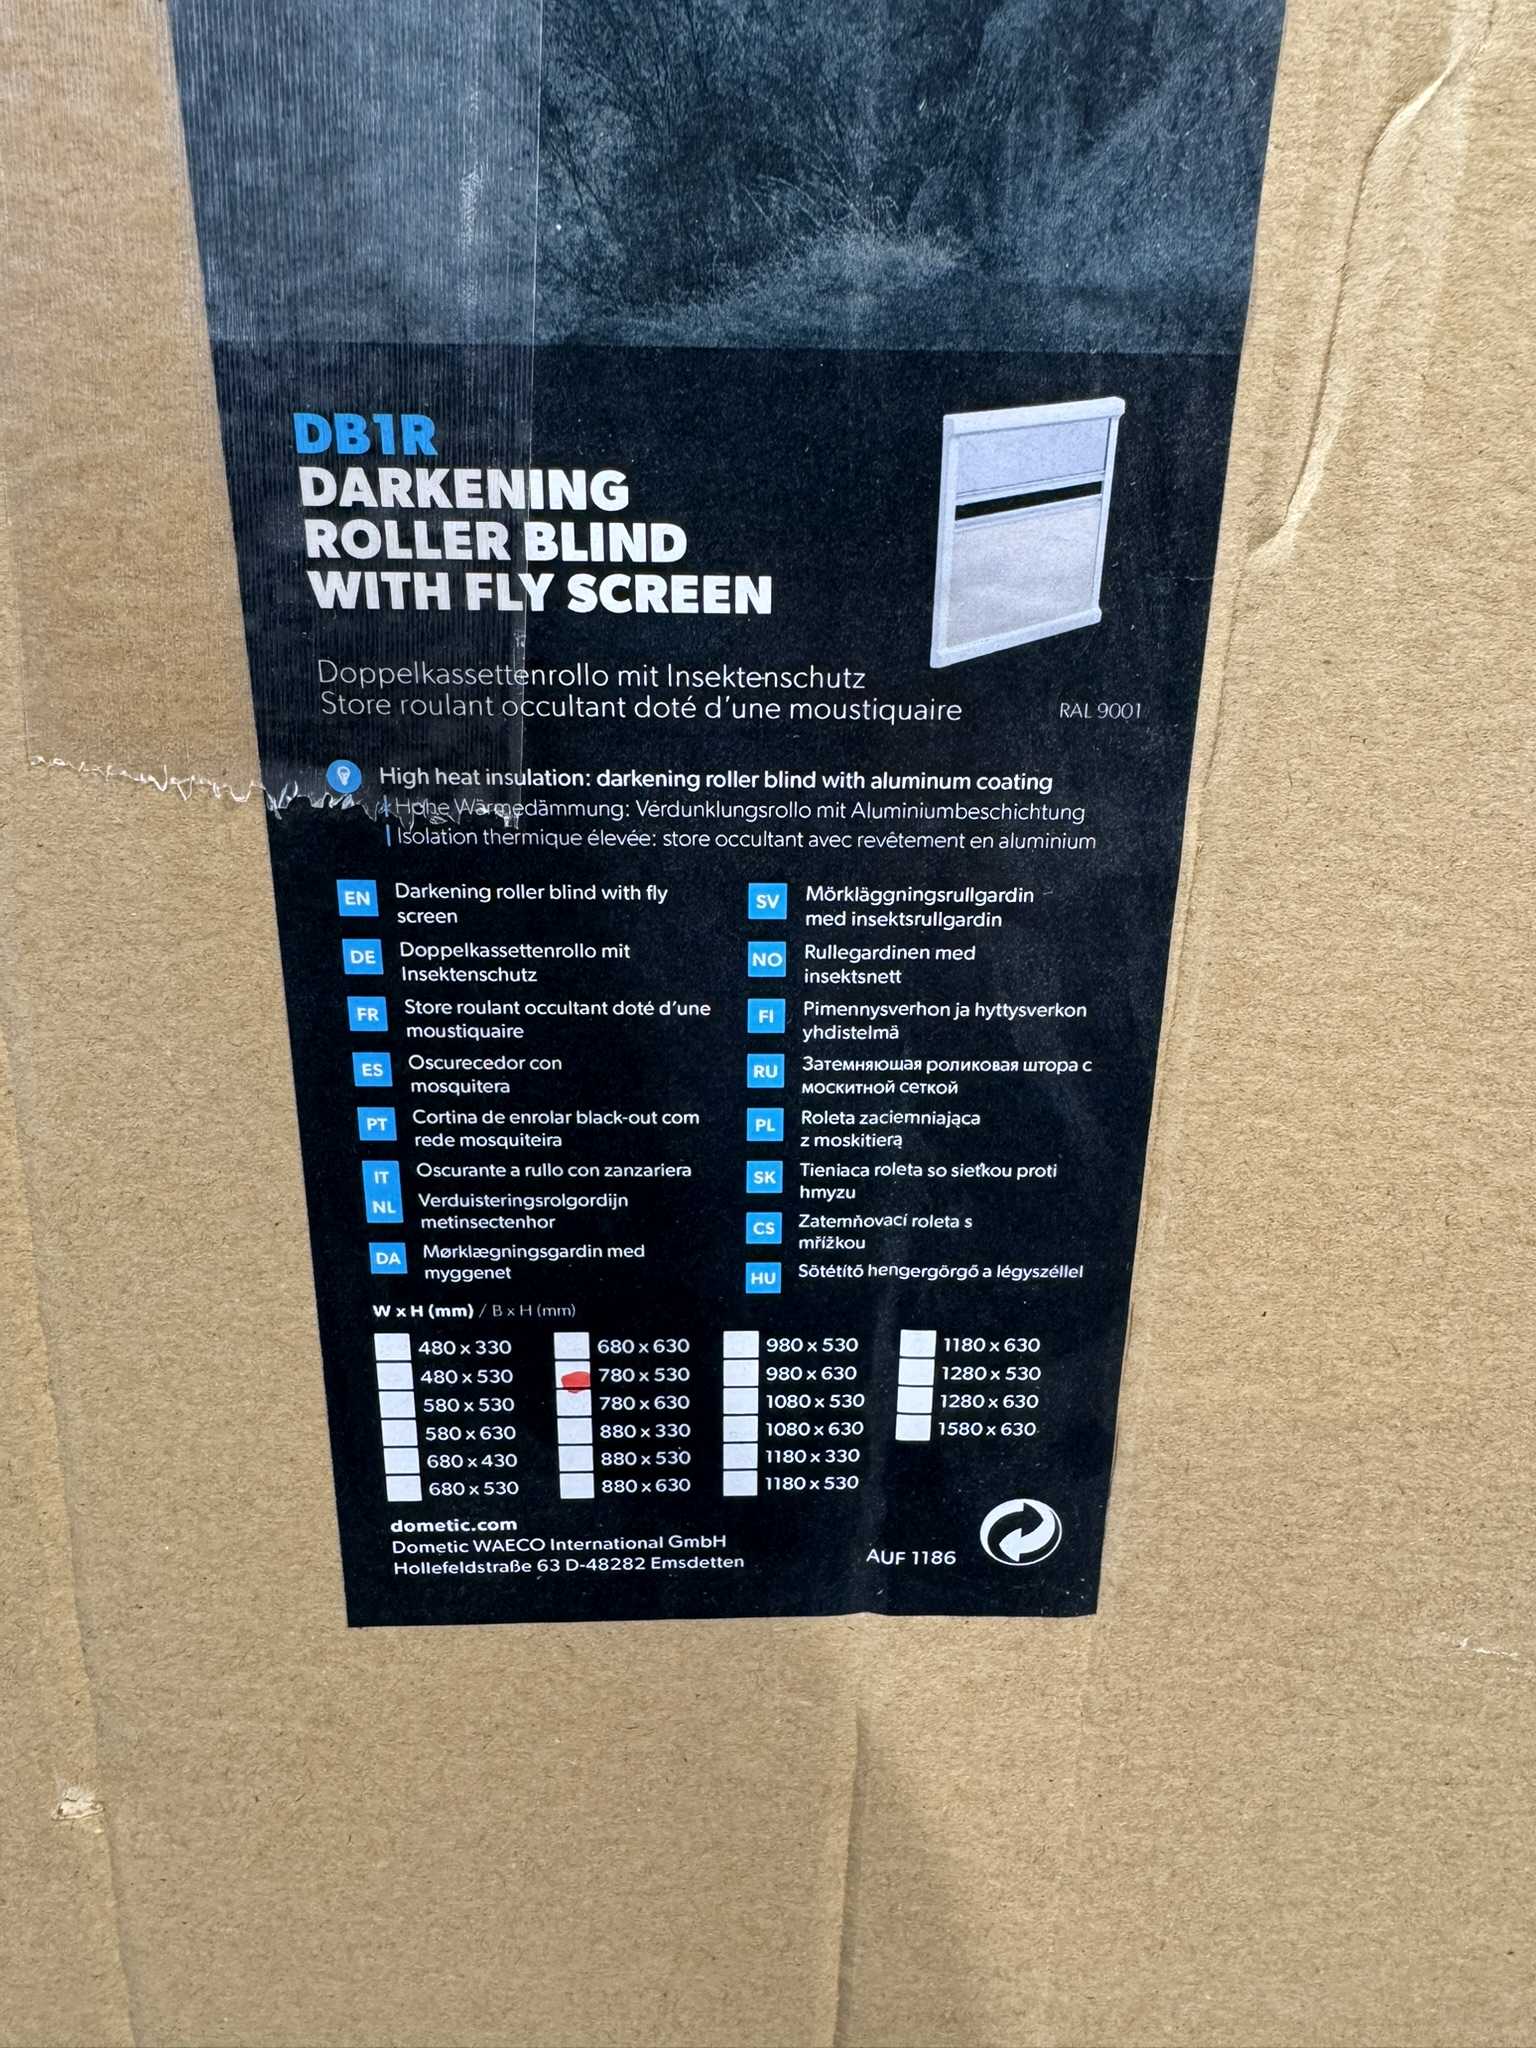 DB1R
DARKENING
ROLLER BLIND
WITH FLY SCREEN
Doppelkassettenrollo mit Insektenschutz
Store roulant occultant doté d'une moustiquaire
RAL 9001
High heat insulation: darkening roller blind with aluminum coating
Hohe Wärmedämmung: Verdunklungsrollo mit Aluminiumbeschichtung
Isolation thermique élevée: store occultant avec revêtement en aluminium
EN Darkening roller blind with fly
screen
DE Doppelkassettenrollo mit
Insektenschutz
FR Store roulant occultant doté d'une
moustiquaire
ES Oscurecedor con
mosquitera
PT Cortina de enrolar black-out com
rede mosquiteira
IT Oscurante a rullo con zanzariera
NL Verduisteringsrolgordijn
metinsectenhor
DA Mørklægningsgardin med
myggenet
SV Mörkläggningsrullgardin
med insektsrullgardin
NO Rullegardinen med
insektsnett
FI Pimennysverhon ja hyttysverkon
yhdistelmä
RU Затемняющая роликовая штора с
москитной сеткой
PL Roleta zaciemniająca
z moskitierą
SK Tieniaca roleta so sieťkou proti
hmyzu
CS Zatemňovací roleta s
mřížkou
HU Sötétítő hengergörgő a légyszéllel
W x H (mm) / B x H (mm)
480 x 330
480 x 530
580 x 530
580 x 630
680 x 430
680 x 530
680 x 630
780 x 530
780 x 630
880 x 330
880 x 530
880 x 630
980 x 530
980 x 630
1080 x 530
1080 x 630
1180 x 330
1180 x 530
1180 x 630
1280 x 530
1280 x 630
1580 x 630
dometic.com
Dometic WAECO International GmbH
Hollefeldstraße 63 D-48282 Emsdetten
AUF 1186